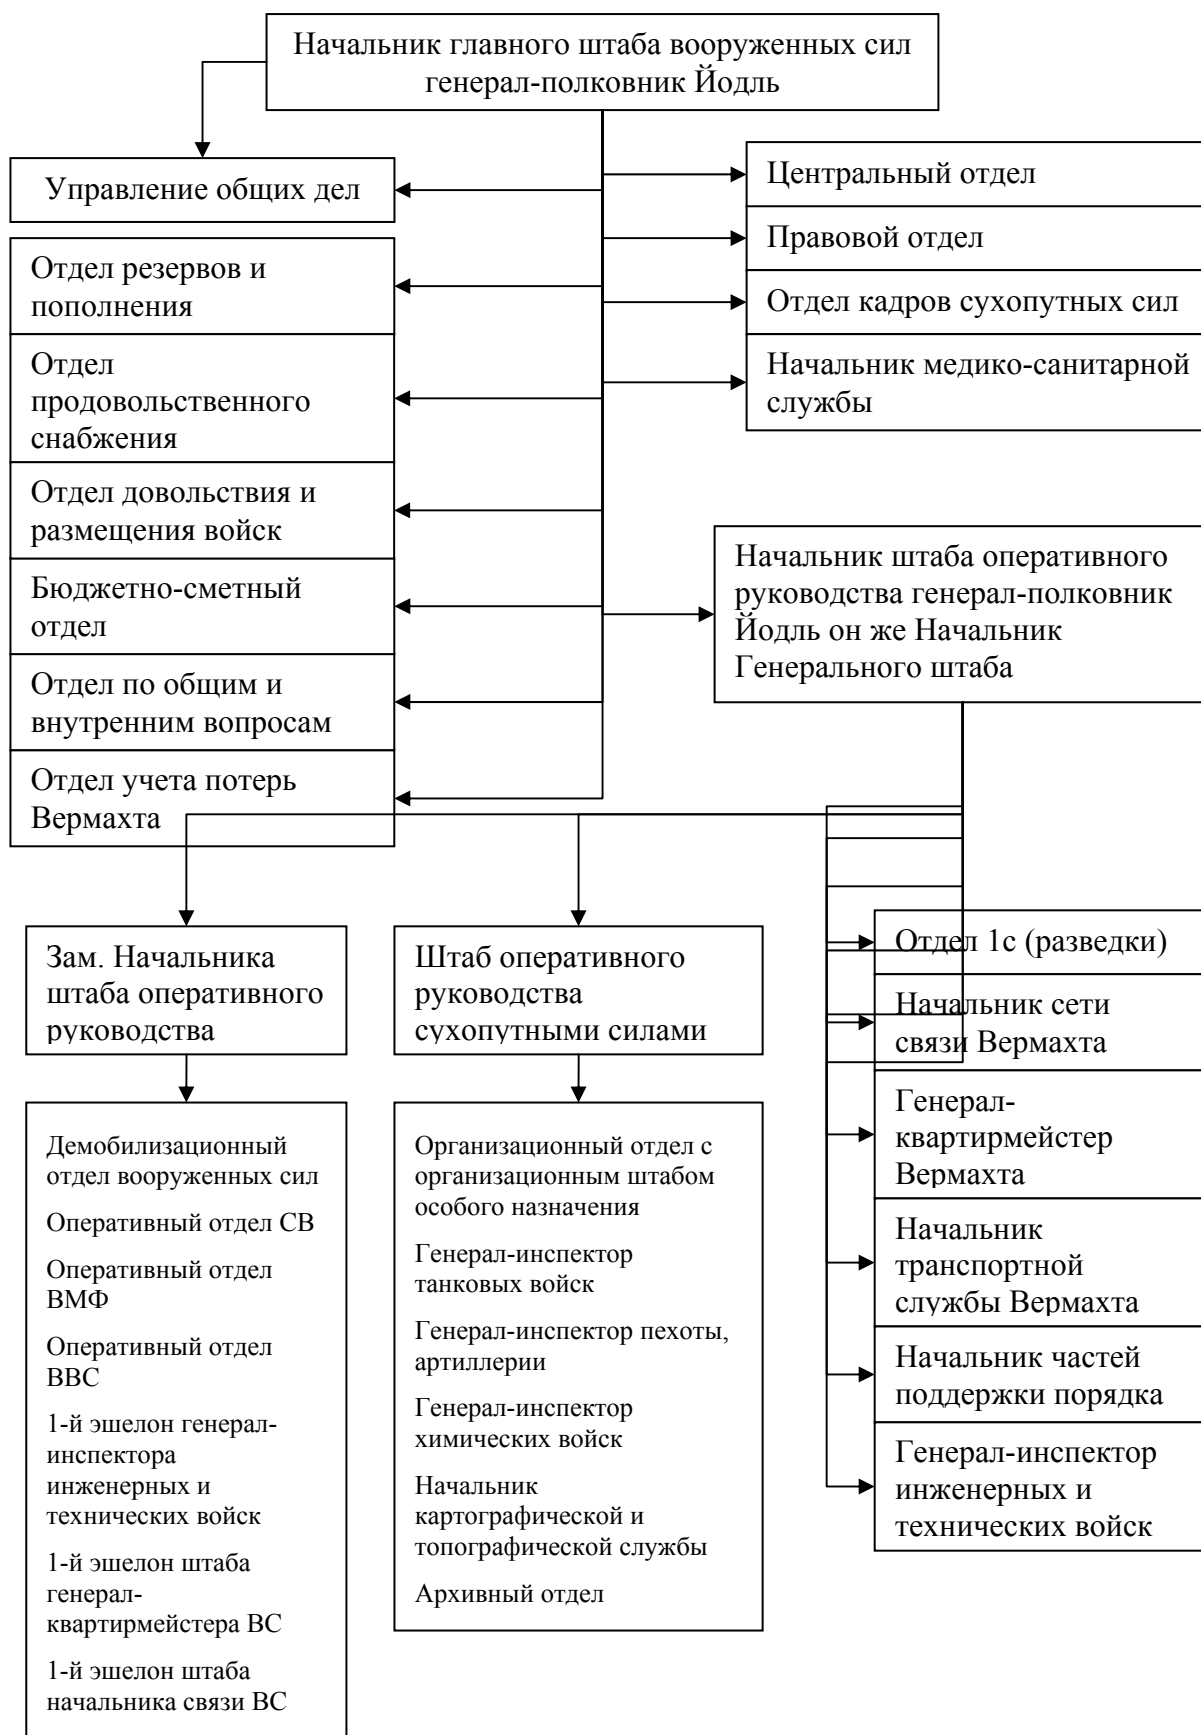 Начальник главного штаба вооруженных сил
генерал-полковник Йодль
Управление общих дел
Отдел резервов и
пополнения
Отдел
продовольственного
снабжения
Отдел довольствия и
размещения войск
Бюджетно-сметный
отдел
Отдел по общим и
внутренним вопросам
Отдел учета потерь
Вермахта
Центральный отдел
Правовой отдел
Отдел кадров сухопутных сил
Начальник медико-санитарной
службы
Начальник штаба оперативного
руководства генерал-полковник
Йодль он же Начальник
Генерального штаба
Зам. Начальника
штаба оперативного
руководства
Демобилизационный
отдел вооруженных сил
Оперативный отдел СВ
Оперативный отдел
ВМФ
Оперативный отдел
ВВС
1-й эшелон генерал-
инспектора
инженерных и
технических войск
1-й эшелон штаба
генерал-
квартирмейстера ВС
1-й эшелон штаба
начальника связи ВС
Штаб оперативного
руководства
сухопутными силами
Организационный отдел с
организационным штабом
особого назначения
Генерал-инспектор
танковых войск
Генерал-инспектор пехоты,
артиллерии
Генерал-инспектор
химических войск
Начальник
картографической и
топографической службы
Архивный отдел
Отдел 1с (разведки)
Начальник сети
связи Вермахта
Генерал-
квартирмейстер
Вермахта
Начальник
транспортной
службы Вермахта
Начальник частей
поддержки порядка
Генерал-инспектор
инженерных и
технических войск